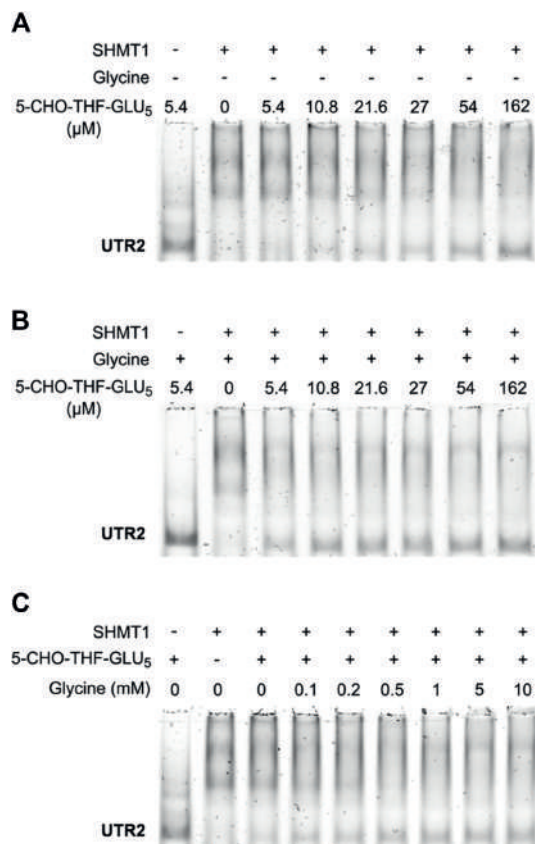 A
SHMT1 - + + + + + + +
Glycine - - - - - - - -
5-CHO-THF-GLU₅ 5.4 0 5.4 10.8 21.6 27 54 162
(µM)
UTR2
B
SHMT1 - + + + + + + +
Glycine + + + + + + + +
5-CHO-THF-GLU₅ 5.4 0 5.4 10.8 21.6 27 54 162
(µM)
UTR2
C
SHMT1 - + + + + + + + +
5-CHO-THF-GLU₅ + - + + + + + + +
Glycine (mM) 0 0 0 0.1 0.2 0.5 1 5 10
UTR2